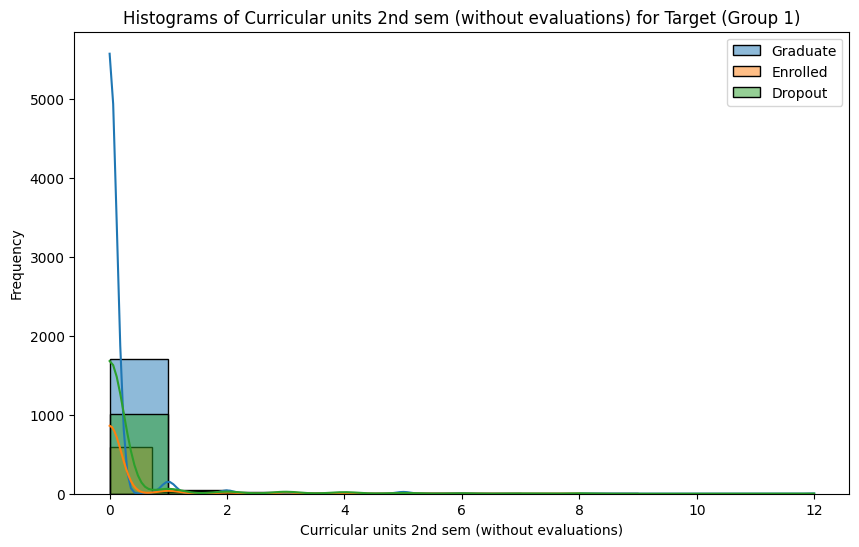 Histograms of Curricular units 2nd sem (without evaluations) for Target (Group 1)
Graduate
Enrolled
Dropout
Frequency
5000
4000
3000
2000
1000
0
0 2 4 6 8 10 12
Curricular units 2nd sem (without evaluations)